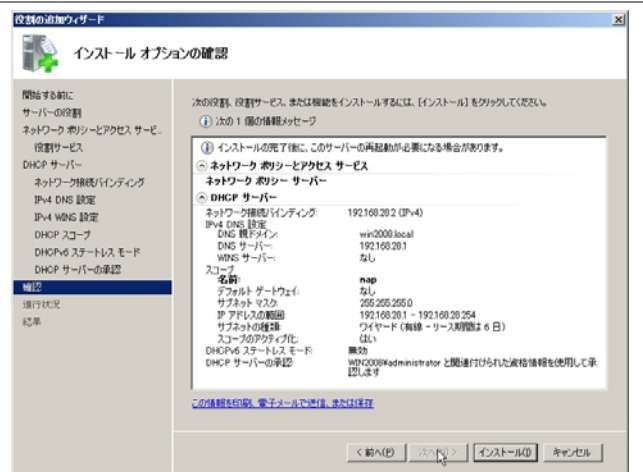 役割の追加ウィザード
インストール オプションの確認
開始する前に
サーバーの役割
ネットワーク ポリシーとアクセス サービ...
役割サービス
DHCP サーバー
ネットワーク接続バインディング
IPv4 DNS 設定
IPv4 WINS 設定
DHCP スコープ
DHCPv6 ステートレス モード
DHCP サーバーの承認
確認
進行状況
結果
次の役割、役割サービス、または機能をインストールするには、[インストール] をクリックしてください。
次の 1 個の情報メッセージ
インストールの完了後に、このサーバーの再起動が必要になる場合があります。
ネットワーク ポリシーとアクセス サービス
ネットワーク ポリシー サーバー
DHCP サーバー
ネットワーク接続バインディング: 192.168.28.2 (IPv4)
IPv4 DNS 設定
DNS 親ドメイン: win2008.local
DNS サーバー: 192.168.28.1
WINS サーバー: なし
スコープ
名前: nap
デフォルト ゲートウェイ: なし
サブネット マスク: 255.255.255.0
IP アドレスの範囲: 192.168.28.1 - 192.168.28.254
サブネットの種類: ワイヤード (有線 - リース期間は 6 日)
スコープのアクティブ化: はい
DHCPv6 ステートレス モード: 無効
DHCP サーバーの承認: WIN2008¥administrator と関連付けられた資格情報を使用して承
認します
この情報を印刷、電子メールで送信、または保存
< 前へ(P)
次へ(N) >
インストール(I)
キャンセル